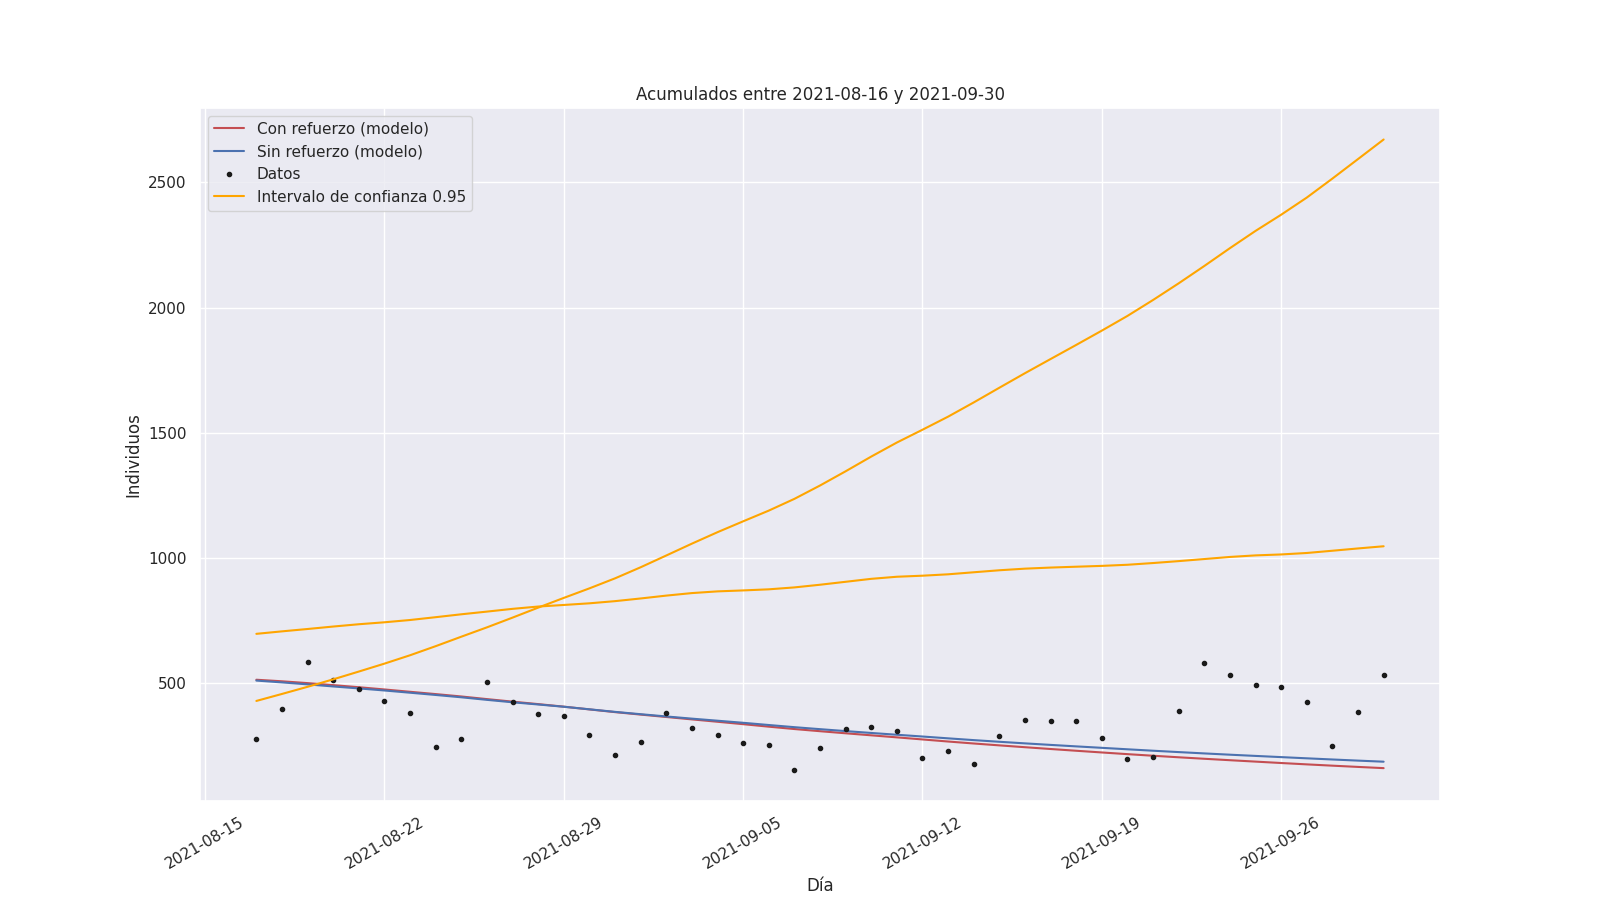 Acumulados entre 2021-08-16 y 2021-09-30
Con refuerzo (modelo)
Sin refuerzo (modelo)
Datos
Intervalo de confianza 0.95
2500
2000
1500
1000
500
Individuos
2021-08-15
2021-08-22
2021-08-29
2021-09-05
2021-09-12
2021-09-19
2021-09-26
Día